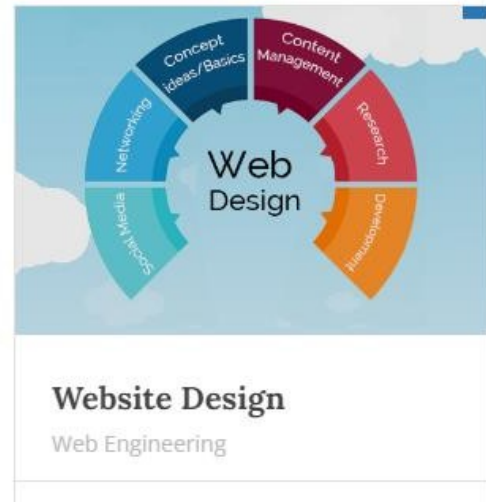 Concept
ideas/Basics
Content
Management
Networking
Research
Social Media
Development
Web
Design
Website Design
Web Engineering